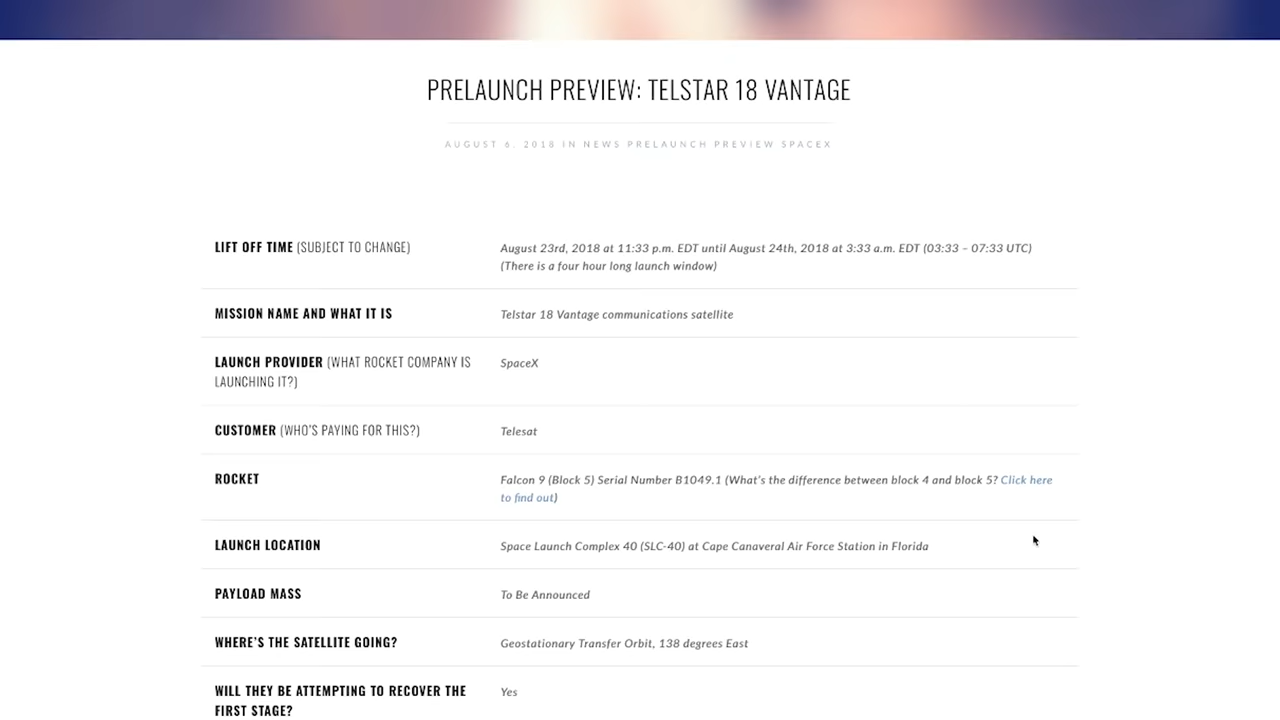 PRELAUNCH PREVIEW: TELSTAR 18 VANTAGE
AUGUST 6, 2018 IN NEWS PRELAUNCH PREVIEW SPACEX
LIFT OFF TIME (SUBJECT TO CHANGE)
August 23rd, 2018 at 11:33 p.m. EDT until August 24th, 2018 at 3:33 a.m. EDT (03:33 – 07:33 UTC)
(There is a four hour long launch window)
MISSION NAME AND WHAT IT IS
Telstar 18 Vantage communications satellite
LAUNCH PROVIDER (WHAT ROCKET COMPANY IS
LAUNCHING IT?)
SpaceX
CUSTOMER (WHO'S PAYING FOR THIS?)
Telesat
ROCKET
Falcon 9 (Block 5) Serial Number B1049.1 (What's the difference between block 4 and block 5? Click here
to find out)
LAUNCH LOCATION
Space Launch Complex 40 (SLC-40) at Cape Canaveral Air Force Station in Florida
PAYLOAD MASS
To Be Announced
WHERE'S THE SATELLITE GOING?
Geostationary Transfer Orbit, 138 degrees East
WILL THEY BE ATTEMPTING TO RECOVER THE
FIRST STAGE?
Yes